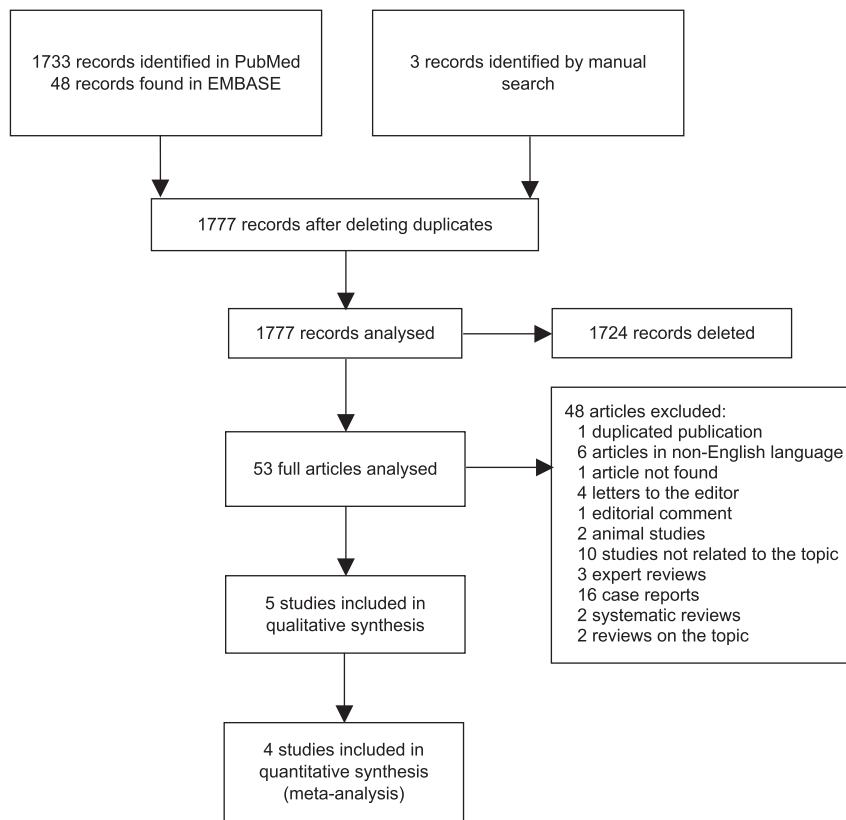 1733 records identified in PubMed
48 records found in EMBASE
3 records identified by manual
search
1777 records after deleting duplicates
1777 records analysed
1724 records deleted
53 full articles analysed
48 articles excluded:
1 duplicated publication
6 articles in non-English language
1 article not found
4 letters to the editor
1 editorial comment
2 animal studies
10 studies not related to the topic
3 expert reviews
16 case reports
2 systematic reviews
2 reviews on the topic
5 studies included in
qualitative synthesis
4 studies included in
quantitative synthesis
(meta-analysis)